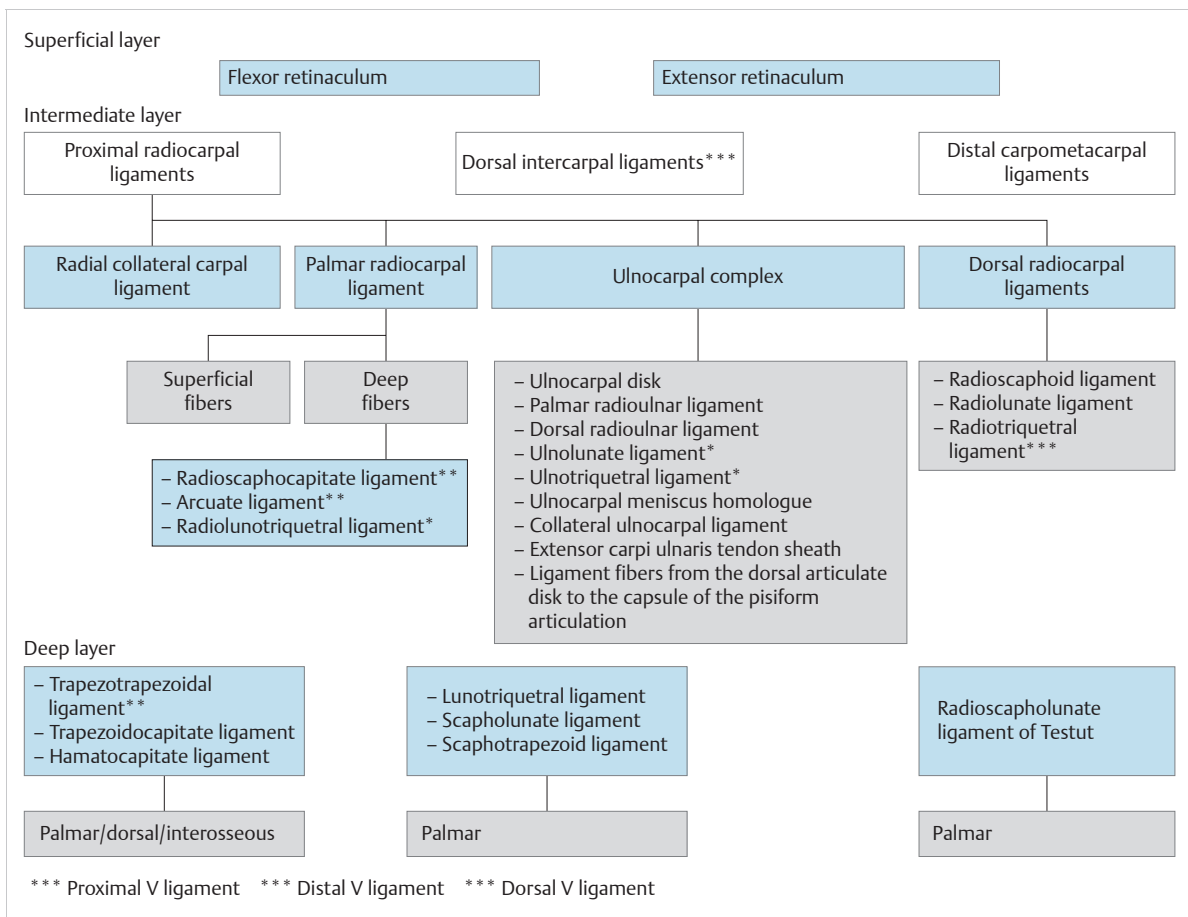 Superficial layer
Flexor retinaculum
Extensor retinaculum
Intermediate layer
Proximal radiocarpal
ligaments
Dorsal intercarpal ligaments***
Distal carpometacarpal
ligaments
Radial collateral carpal
ligament
Palmar radiocarpal
ligament
Ulnocarpal complex
Dorsal radiocarpal
ligaments
Superficial
fibers
Deep
fibers
– Radioscaphocapitate ligament**
– Arcuate ligament**
– Radiolunotriquetral ligament*
– Ulnocarpal disk
– Palmar radioulnar ligament
– Dorsal radioulnar ligament
– Ulnolunate ligament*
– Ulnotriquetral ligament*
– Ulnocarpal meniscus homologue
– Collateral ulnocarpal ligament
– Extensor carpi ulnaris tendon sheath
– Ligament fibers from the dorsal articulate
disk to the capsule of the pisiform
articulation
– Radioscaphoid ligament
– Radiolunate ligament
– Radiotriquetral
ligament***
Deep layer
– Trapezotrapezoidal
ligament**
– Trapezoidocapitate ligament
– Hamatocapitate ligament
– Lunotriquetral ligament
– Scapholunate ligament
– Scaphotrapezoid ligament
Radioscapholunate
ligament of Testut
Palmar/dorsal/interosseous
Palmar
Palmar
*** Proximal V ligament *** Distal V ligament *** Dorsal V ligament